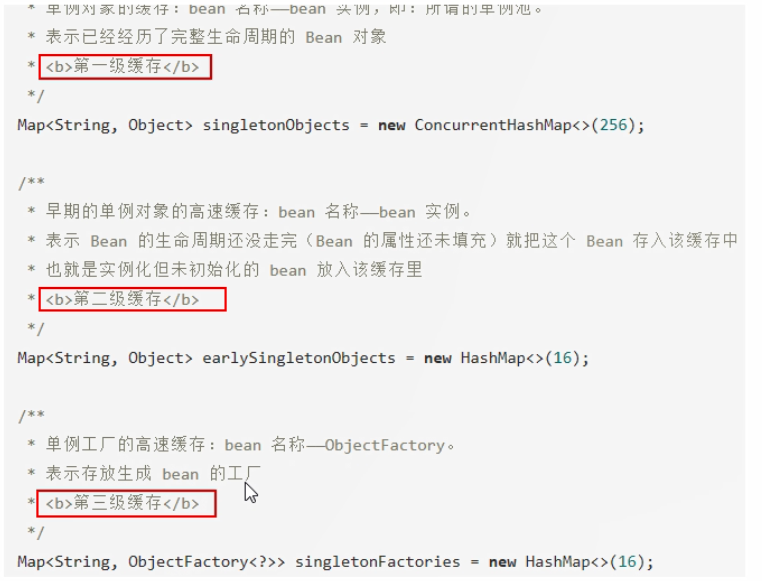 * 单例对象的缓存：bean 名称——bean 实例，即：所谓的单例池。
* 表示已经经历了完整生命周期的 Bean 对象
* <b>第一级缓存</b>
*/
Map<String, Object> singletonObjects = new ConcurrentHashMap<>(256);
/**
* 早期的单例对象的高速缓存：bean 名称——bean 实例。
* 表示 Bean 的生命周期还没走完（Bean 的属性还未填充）就把这个 Bean 存入该缓存中
* 也就是实例化但未初始化的 bean 放入该缓存里
* <b>第二级缓存</b>
*/
Map<String, Object> earlySingletonObjects = new HashMap<>(16);
/**
* 单例工厂的高速缓存：bean 名称——ObjectFactory。
* 表示存放生成 bean 的工厂
* <b>第三级缓存</b>
*/
Map<String, ObjectFactory<?>> singletonFactories = new HashMap<>(16);